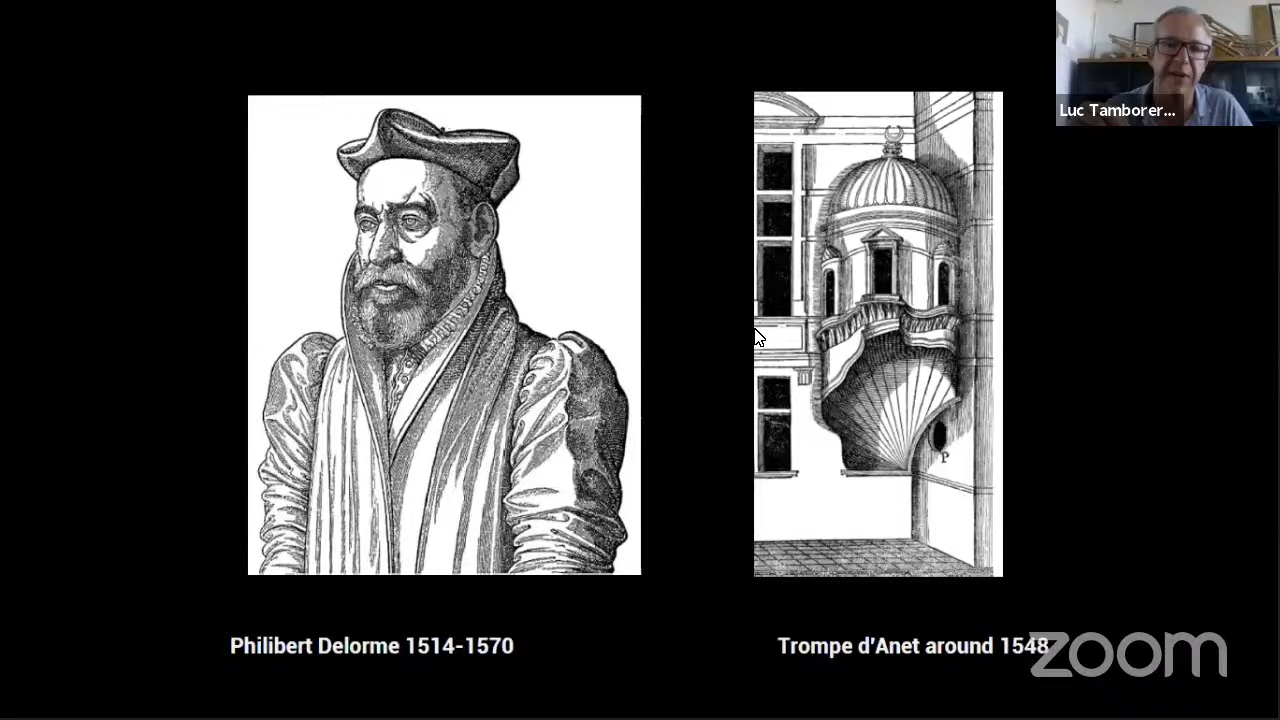 Luc Tamborer...
P
Philibert Delorme 1514-1570
Trompe d'Anet around 1548
zoom